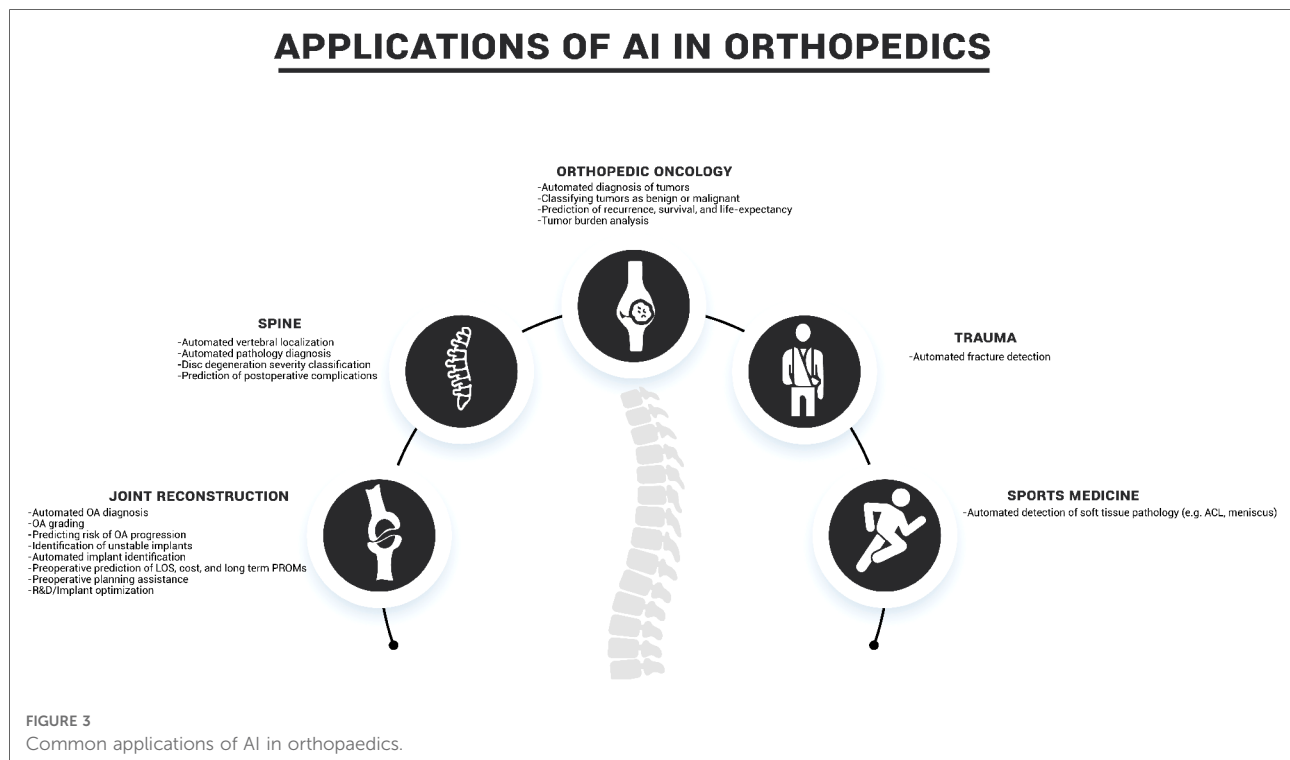 APPLICATIONS OF AI IN ORTHOPEDICS
ORTHOPEDIC ONCOLOGY
-Automated diagnosis of tumors
-Classifying tumors as benign or malignant
-Prediction of recurrence, survival, and life-expectancy
-Tumor burden analysis
SPINE
-Automated vertebral localization
-Automated pathology diagnosis
-Disc degeneration severity classification
-Prediction of postoperative complications
TRAUMA
-Automated fracture detection
JOINT RECONSTRUCTION
-Automated OA diagnosis
-OA grading
-Predicting risk of OA progression
-Identification of unstable implants
-Automated implant identification
-Preoperative prediction of LOS, cost, and long term PROMs
-Preoperative planning assistance
-R&D/Implant optimization
SPORTS MEDICINE
-Automated detection of soft tissue pathology (e.g. ACL, meniscus)
FIGURE 3
Common applications of AI in orthopaedics.